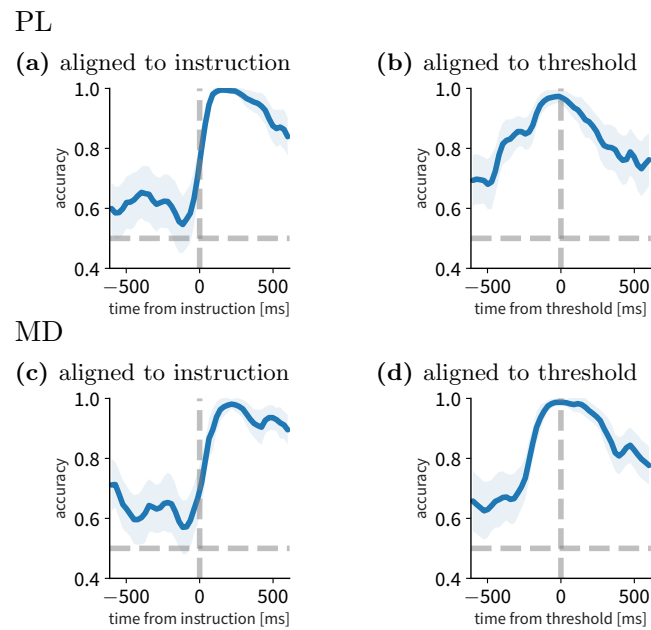 PL
(a) aligned to instruction
(b) aligned to threshold
accuracy
1.0
0.8
0.6
0.4
−500 0 500
time from instruction [ms]
accuracy
1.0
0.8
0.6
0.4
−500 0 500
time from threshold [ms]
MD
(c) aligned to instruction
(d) aligned to threshold
accuracy
1.0
0.8
0.6
0.4
−500 0 500
time from instruction [ms]
accuracy
1.0
0.8
0.6
0.4
−500 0 500
time from threshold [ms]